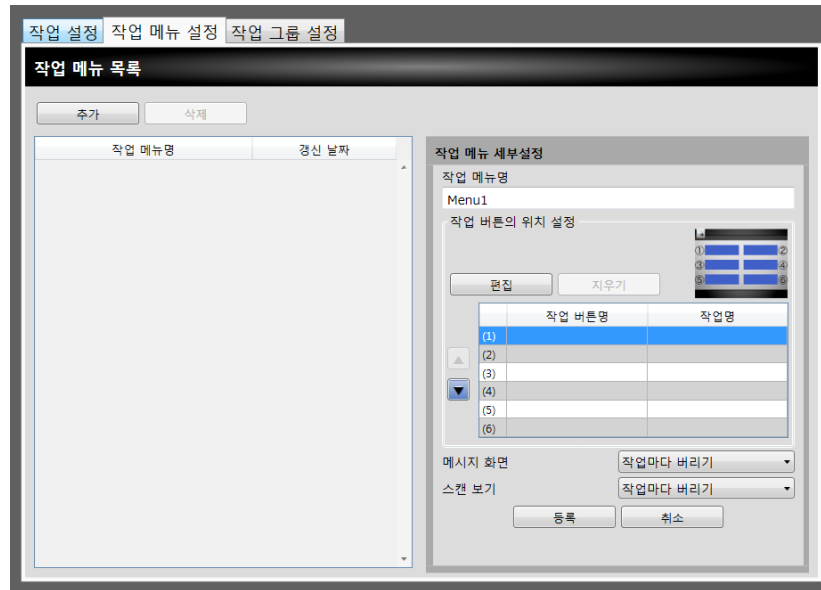 작업 설정 작업 메뉴 설정 작업 그룹 설정
작업 메뉴 목록
추가 삭제
작업 메뉴명 갱신 날짜
작업 메뉴 세부설정
작업 메뉴명
Menu1
작업 버튼의 위치 설정
① ②
③ ④
⑤ ⑥
편집 지우기
작업 버튼명 작업명
(1)
(2)
(3)
(4)
(5)
(6)
메시지 화면 작업마다 버리기
스캔 보기 작업마다 버리기
등록 취소